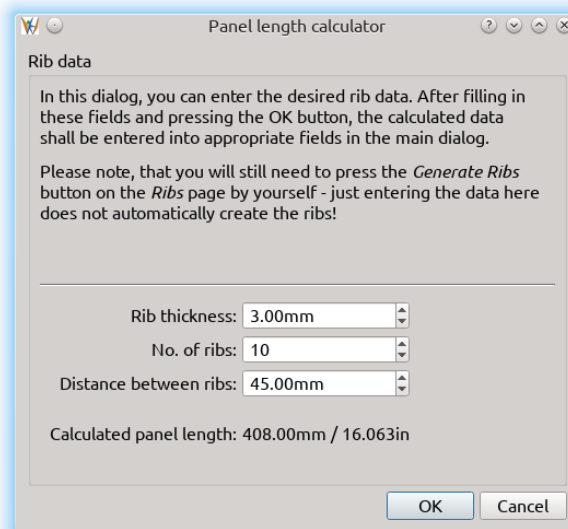 Panel length calculator
Rib data
In this dialog, you can enter the desired rib data. After filling in
these fields and pressing the OK button, the calculated data
shall be entered into appropriate fields in the main dialog.
Please note, that you will still need to press the Generate Ribs
button on the Ribs page by yourself - just entering the data here
does not automatically create the ribs!
Rib thickness: 3.00mm
No. of ribs: 10
Distance between ribs: 45.00mm
Calculated panel length: 408.00mm / 16.063in
OK Cancel